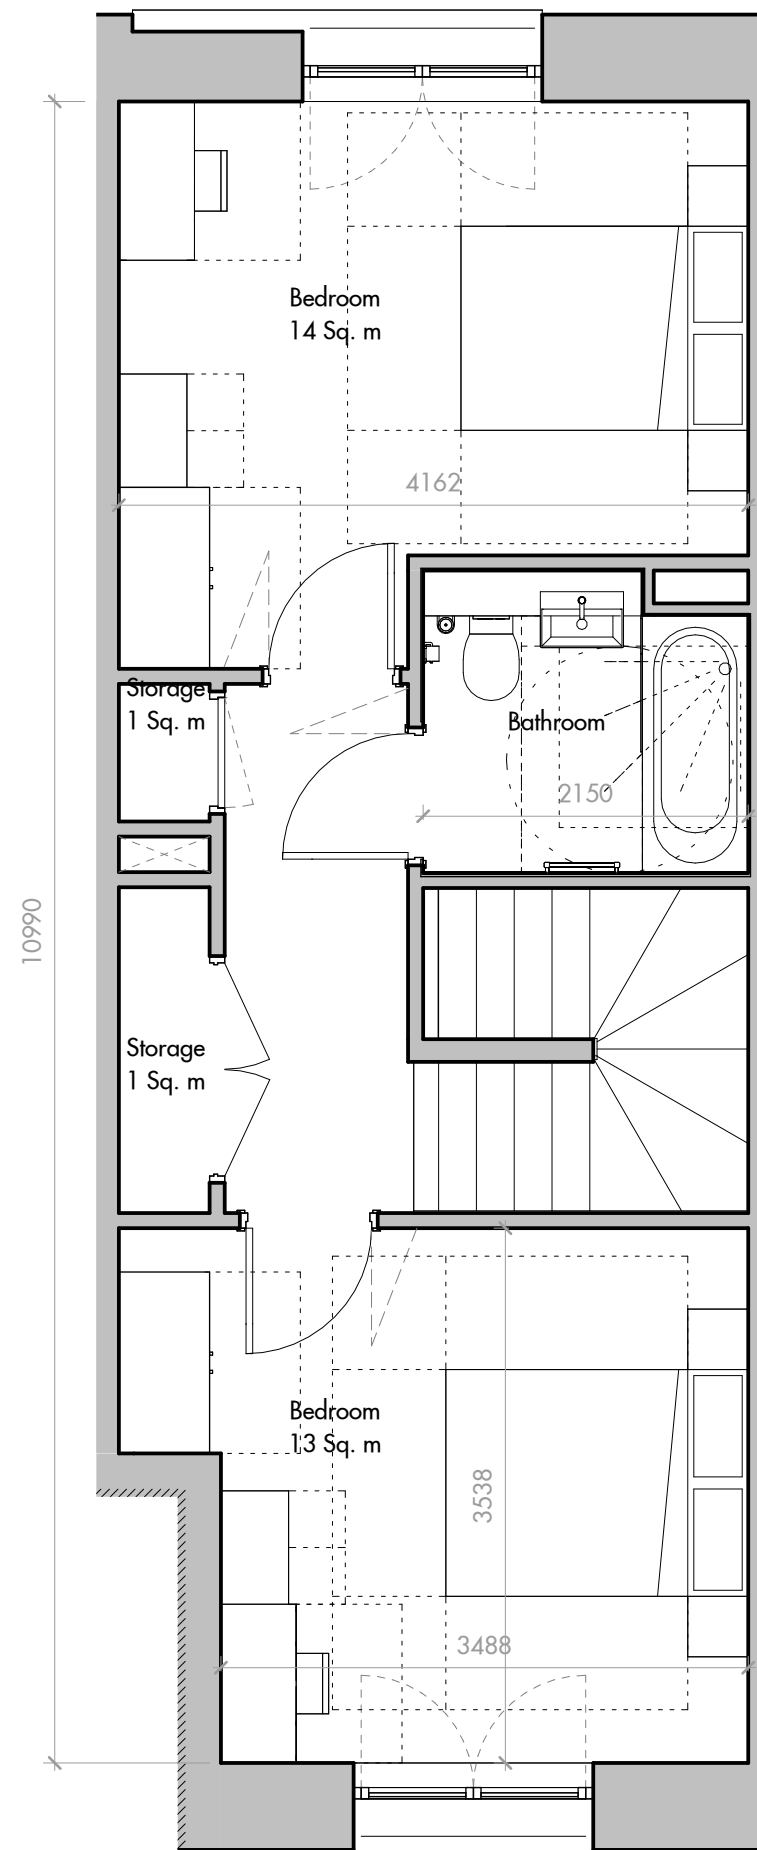 Bedroom
14 Sq. m
4162
Storage
1 Sq. m
Bathroom
2150
10990
Storage
1 Sq. m
Bedroom
13 Sq. m
3538
3488